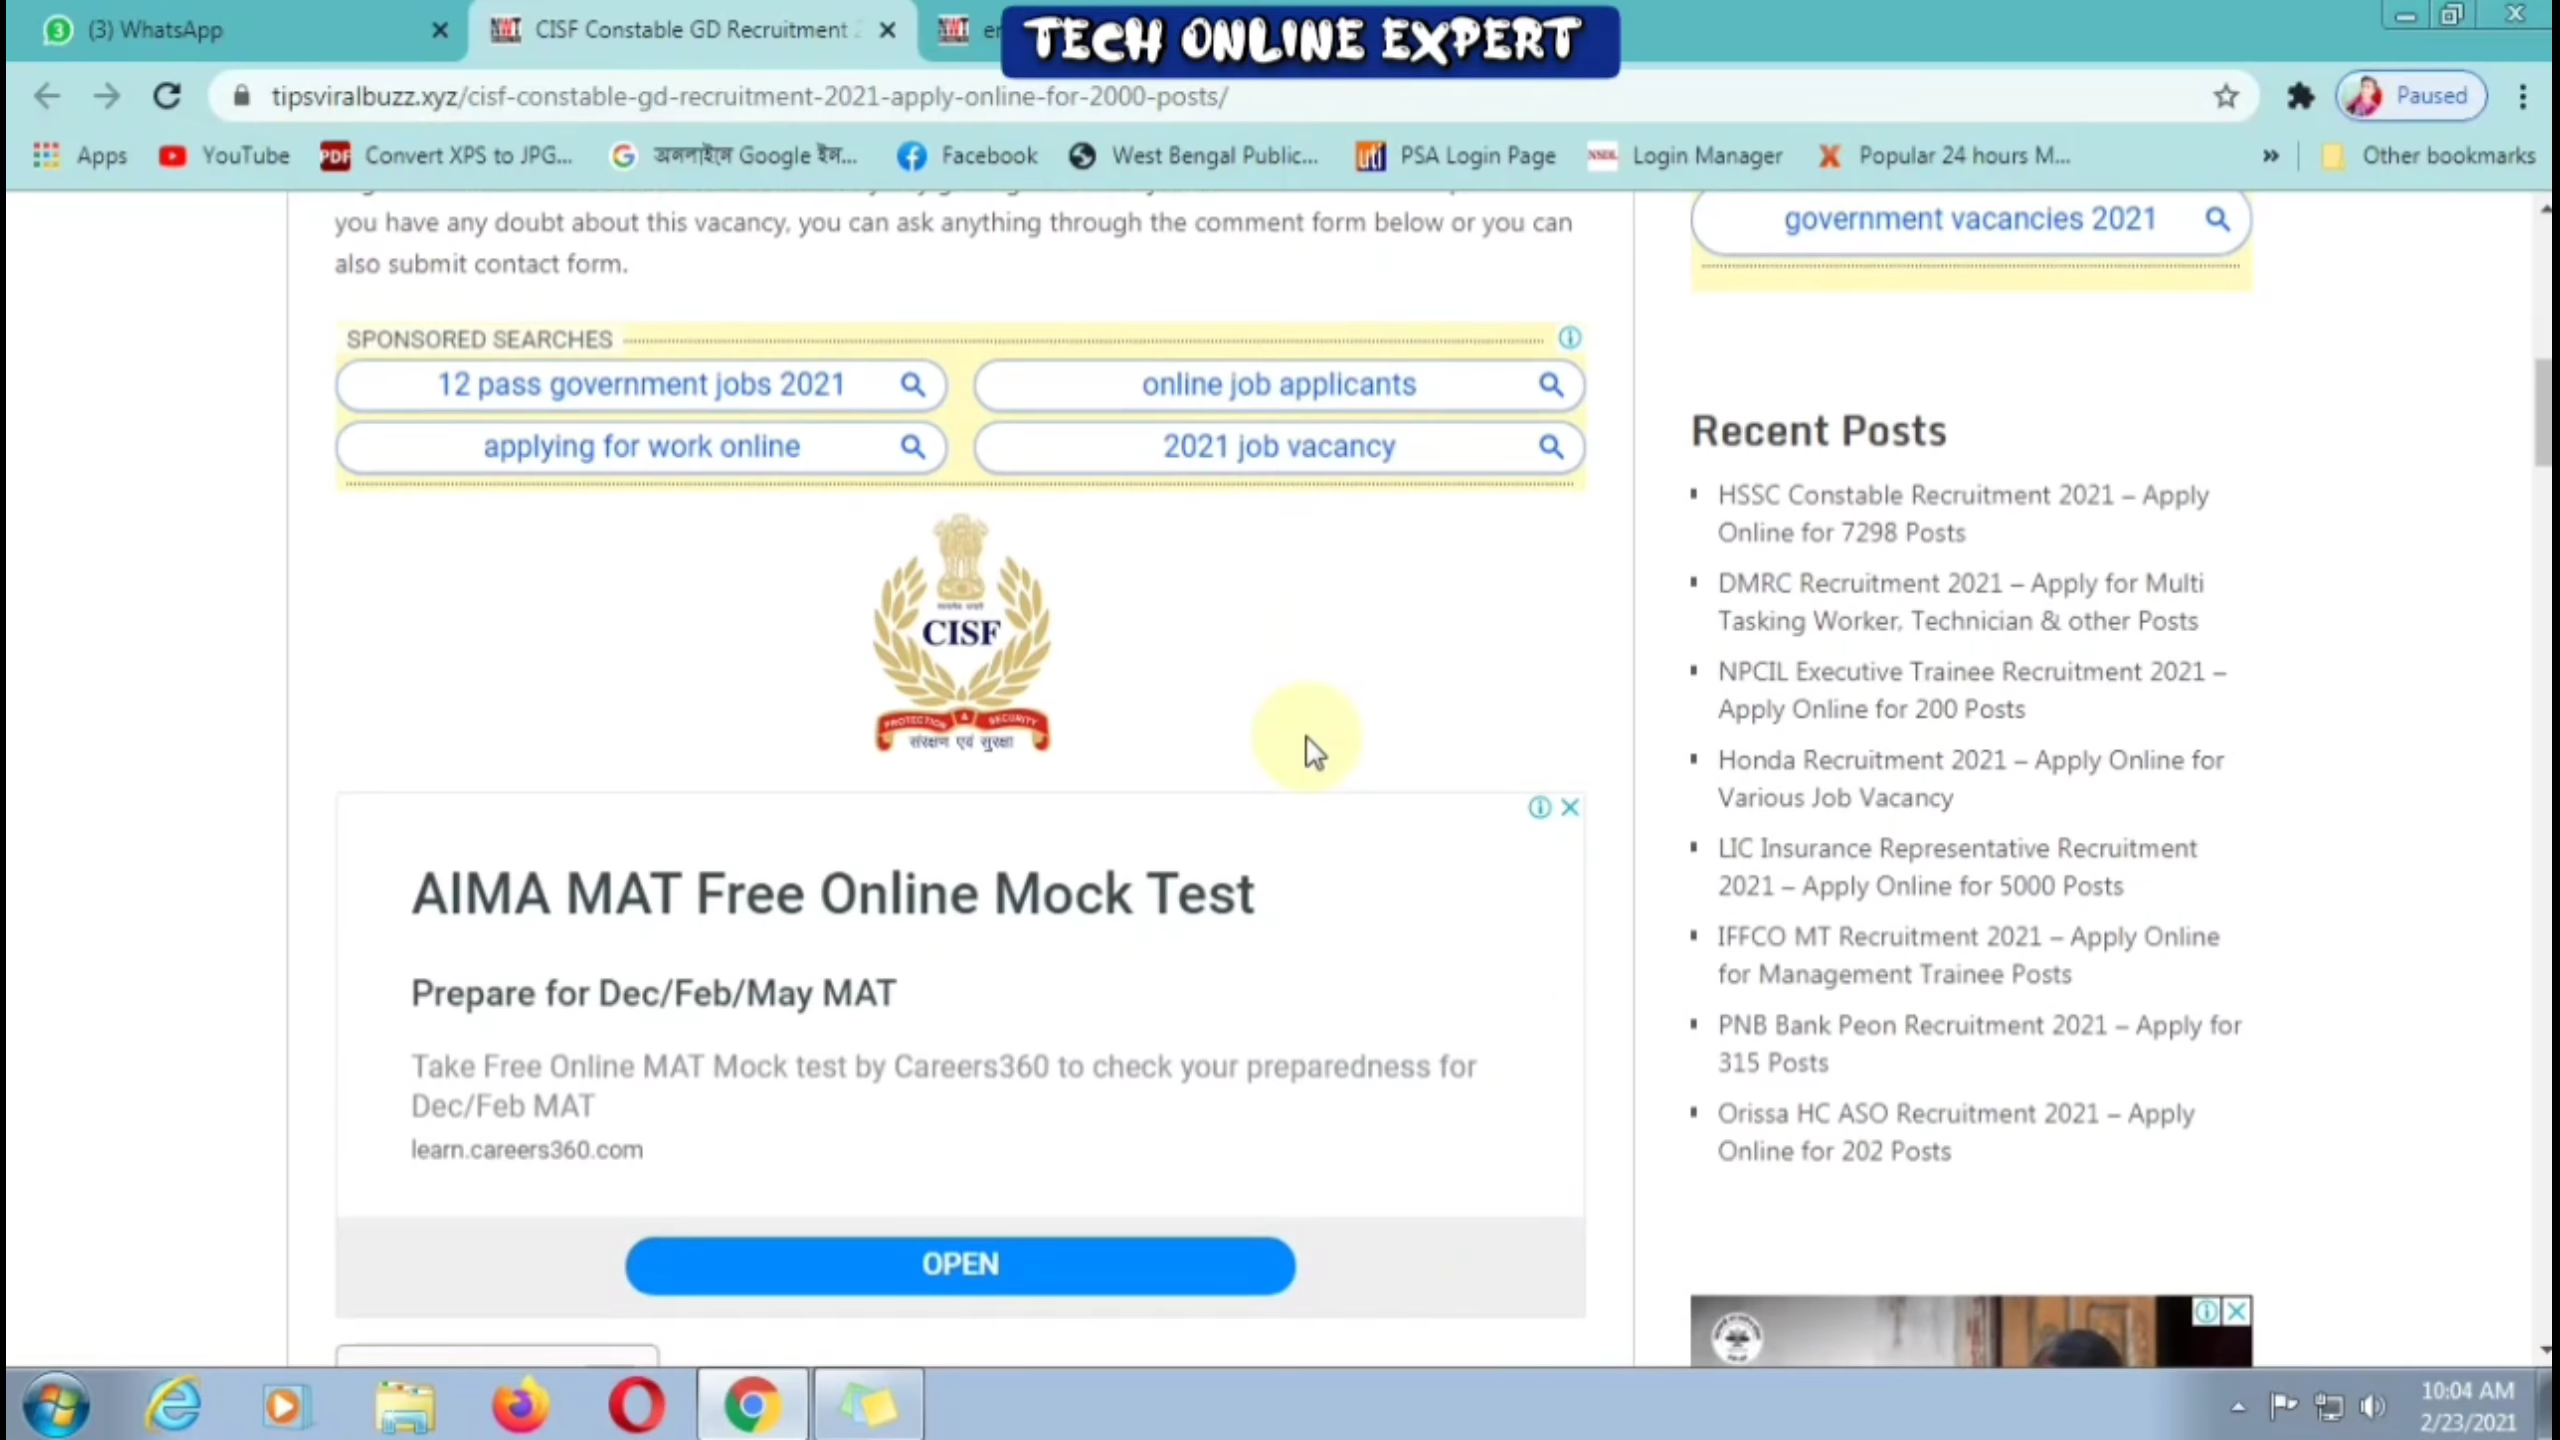 (3) WhatsApp
CISF Constable GD Recruitment
TECH ONLINE EXPERT
tipsviralbuzz.xyz/cisf-constable-gd-recruitment-2021-apply-online-for-2000-posts/
Paused
Apps
YouTube
Convert XPS to JPG...
অনলাইনে Google ইন...
Facebook
West Bengal Public...
PSA Login Page
Login Manager
Popular 24 hours M...
»
Other bookmarks
you have any doubt about this vacancy, you can ask anything through the comment form below or you can
also submit contact form.
SPONSORED SEARCHES
12 pass government jobs 2021
online job applicants
applying for work online
2021 job vacancy
CISF
PROTECTION & SECURITY
संरक्षण एवं सुरक्षा
AIMA MAT Free Online Mock Test
Prepare for Dec/Feb/May MAT
Take Free Online MAT Mock test by Careers360 to check your preparedness for
Dec/Feb MAT
learn.careers360.com
OPEN
government vacancies 2021
Recent Posts
HSSC Constable Recruitment 2021 – Apply
Online for 7298 Posts
DMRC Recruitment 2021 – Apply for Multi
Tasking Worker, Technician & other Posts
NPCIL Executive Trainee Recruitment 2021 –
Apply Online for 200 Posts
Honda Recruitment 2021 – Apply Online for
Various Job Vacancy
LIC Insurance Representative Recruitment
2021 – Apply Online for 5000 Posts
IFFCO MT Recruitment 2021 – Apply Online
for Management Trainee Posts
PNB Bank Peon Recruitment 2021 – Apply for
315 Posts
Orissa HC ASO Recruitment 2021 – Apply
Online for 202 Posts
10:04 AM
2/23/2021